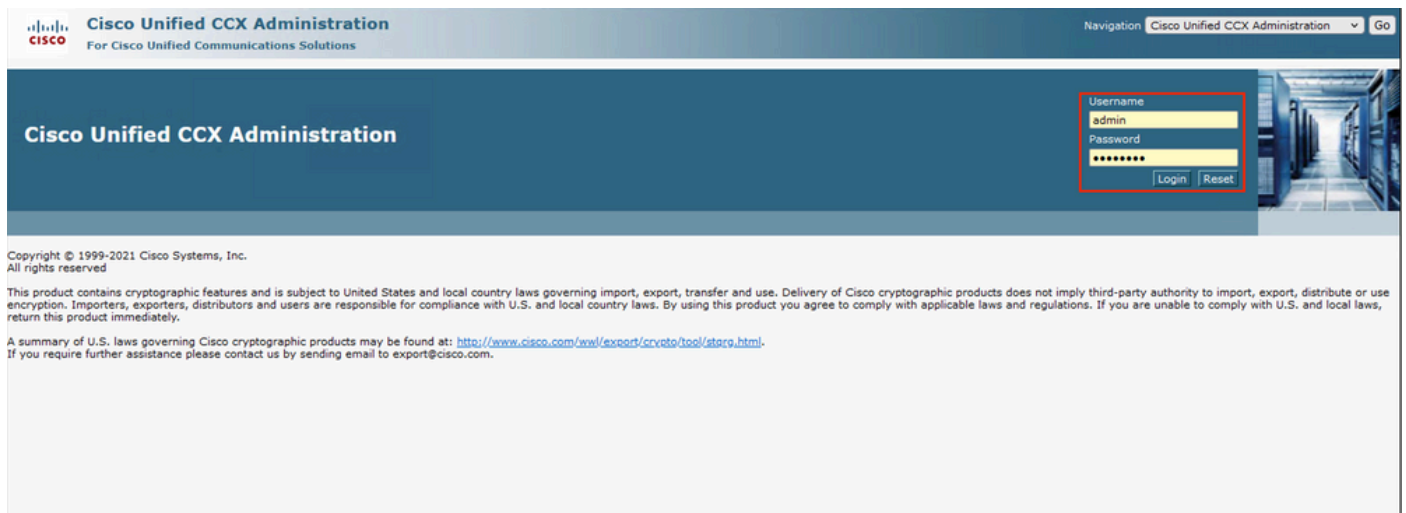 Cisco Unified CCX Administration
Navigation Cisco Unified CCX Administration Go
CISCO
For Cisco Unified Communications Solutions
Username
admin
Cisco Unified CCX Administration
Password
••••••••
Login Reset
Copyright © 1999-2021 Cisco Systems, Inc.
All rights reserved
This product contains cryptographic features and is subject to United States and local country laws governing import, export, transfer and use. Delivery of Cisco cryptographic products does not imply third-party authority to import, export, distribute or use
encryption. Importers, exporters, distributors and users are responsible for compliance with U.S. and local country laws. By using this product you agree to comply with applicable laws and regulations. If you are unable to comply with U.S. and local laws,
return this product immediately.
A summary of U.S. laws governing Cisco cryptographic products may be found at: http://www.cisco.com/wwl/export/crypto/tool/stqrg.html.
If you require further assistance please contact us by sending email to export@cisco.com.